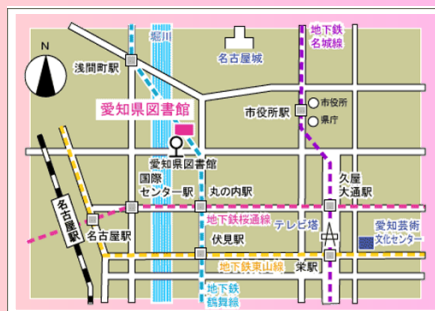 地下鉄
名城線
堀川
N
名古屋城
浅間町駅
愛知県図書館
市役所駅
市役所
県庁
愛知県図書館
国際
センター駅
丸の内駅
久屋
大通駅
名古屋駅
名古屋駅
地下鉄桜通線
テレビ塔
愛知芸術
文化センター
伏見駅
地下鉄東山線
栄駅
地下鉄
鶴舞線